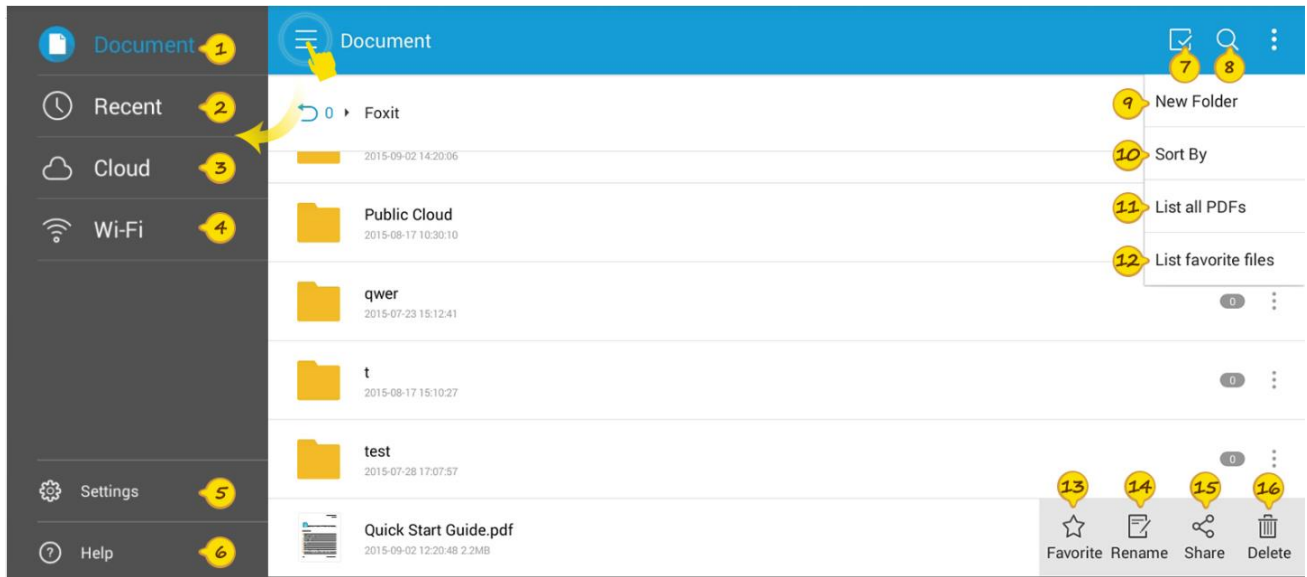 Document 1
Recent 2
Cloud 3
Wi-Fi 4
Settings 5
Help 6
Document
7 8
0 Foxit
2015-09-02 14:20:06
9 New Folder
10 Sort By
11 List all PDFs
12 List favorite files
Public Cloud
2015-08-17 10:30:10
qwer
2015-07-23 15:12:41
0
t
2015-08-17 15:10:27
0
test
2015-07-28 17:07:57
0
Quick Start Guide.pdf
2015-09-02 12:20:48 2.2MB
13 14 15 16
Favorite Rename Share Delete